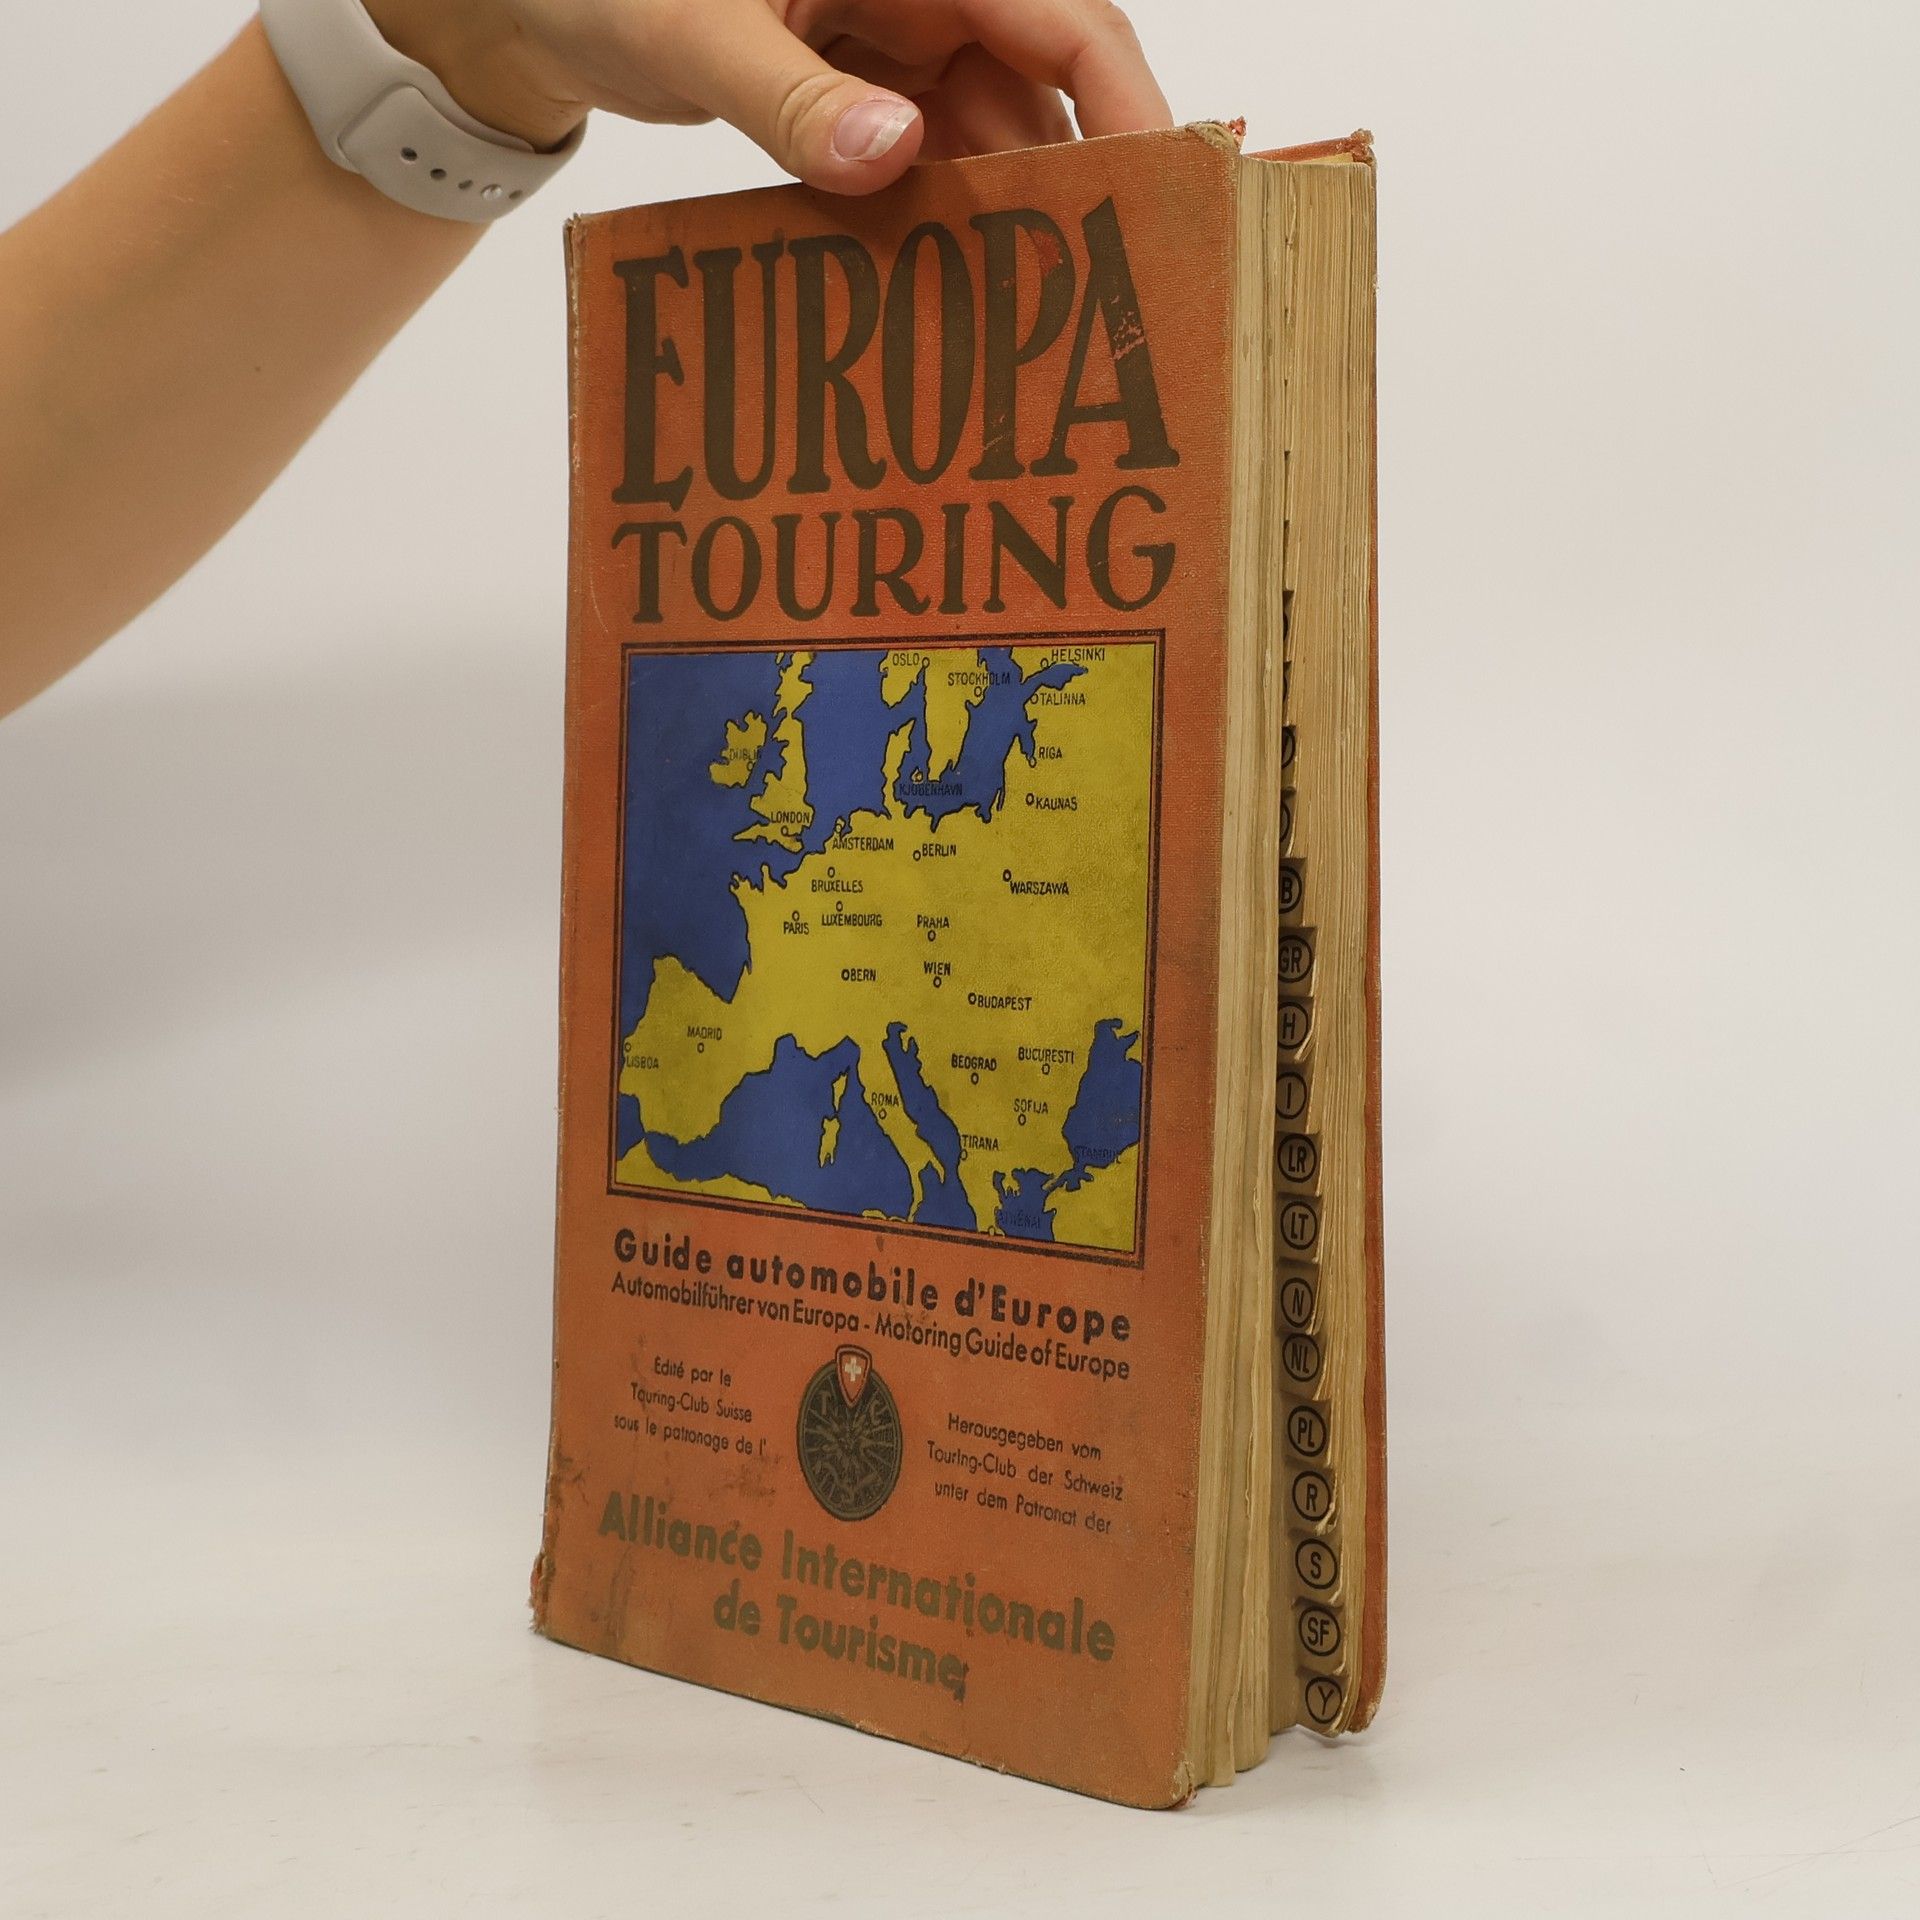 EUROPA
TOURING
OSLO
HELSINKI
STOCKHOLM
TALINNA
DUBLIN
RIGA
KJÖBENHAVN
KAUNAS
LONDON
AMSTERDAM
BERLIN
BRUXELLES
WARSZAWA
PARIS
LUXEMBOURG
PRAHA
BERN
WIEN
BUDAPEST
MADRID
LISBOA
BEOGRAD
BUCURESTI
ROMA
SOFIJA
TIRANA
STAMBUL
Guide automobile d'Europe
Automobilführer von Europa - Motoring Guide of Europe
Edité par le
Touring-Club Suisse
sous le patronage de l'
T C
Herausgegeben vom
Touring-Club der Schweiz
unter dem Patronat der
Alliance Internationale
de Tourisme
B
GR
H
I
LR
LT
N
NL
PL
R
S
SF
Y